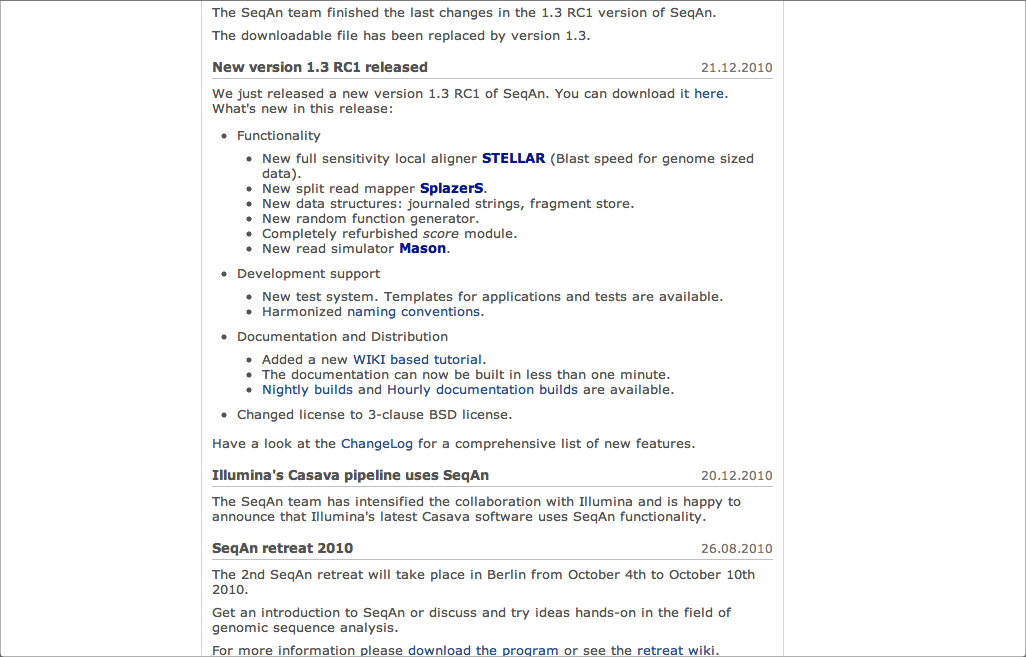 The SeqAn team finished the last changes in the 1.3 RC1 version of SeqAn.
The downloadable file has been replaced by version 1.3.
New version 1.3 RC1 released 21.12.2010
We just released a new version 1.3 RC1 of SeqAn. You can download it here.
What's new in this release:
• Functionality
• New full sensitivity local aligner STELLAR (Blast speed for genome sized
data).
• New split read mapper SplazerS.
• New data structures: journaled strings, fragment store.
• New random function generator.
• Completely refurbished score module.
• New read simulator Mason.
• Development support
• New test system. Templates for applications and tests are available.
• Harmonized naming conventions.
• Documentation and Distribution
• Added a new WIKI based tutorial.
• The documentation can now be built in less than one minute.
• Nightly builds and Hourly documentation builds are available.
• Changed license to 3-clause BSD license.
Have a look at the ChangeLog for a comprehensive list of new features.
Illumina's Casava pipeline uses SeqAn 20.12.2010
The SeqAn team has intensified the collaboration with Illumina and is happy to
announce that Illumina's latest Casava software uses SeqAn functionality.
SeqAn retreat 2010 26.08.2010
The 2nd SeqAn retreat will take place in Berlin from October 4th to October 10th
2010.
Get an introduction to SeqAn or discuss and try ideas hands-on in the field of
genomic sequence analysis.
For more information please download the program or see the retreat wiki.